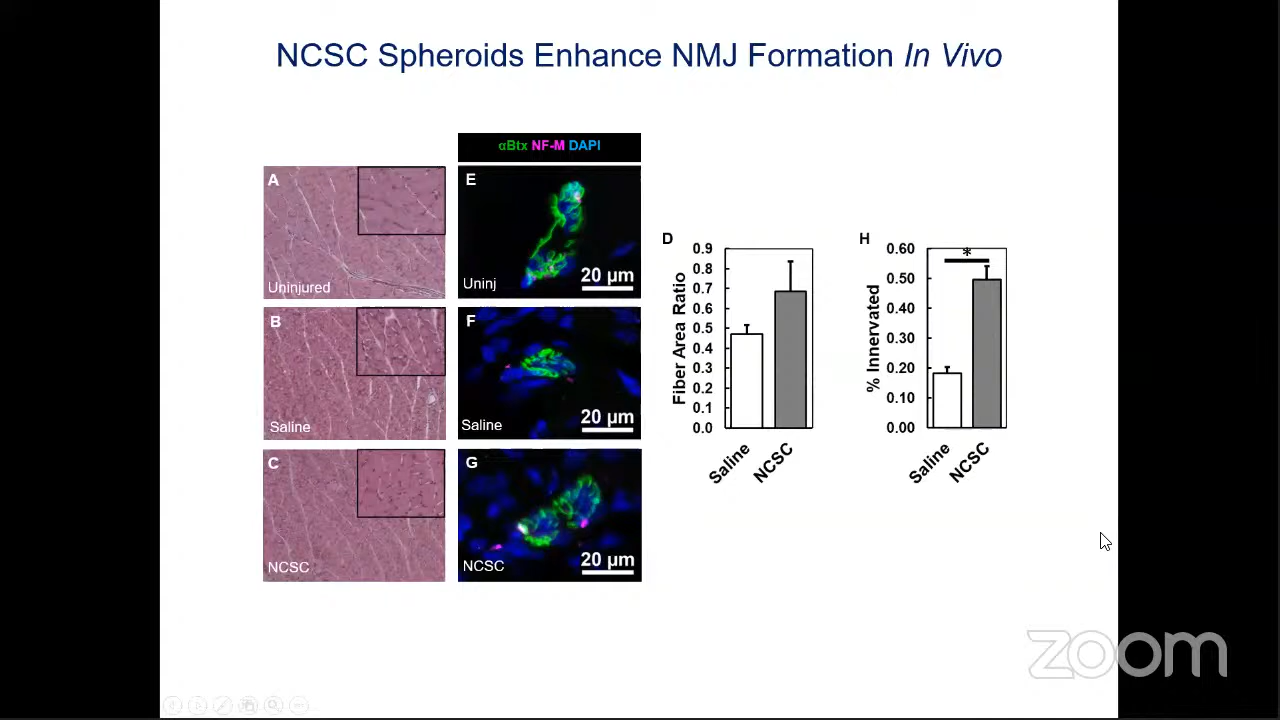 NCSC Spheroids Enhance NMJ Formation In Vivo
αBtx NF-M DAPI
A
Uninjured
B
Saline
C
NCSC
E
Uninj
20 µm
F
Saline
20 µm
G
NCSC
20 µm
D
Fiber Area Ratio
0.9
0.8
0.7
0.6
0.5
0.4
0.3
0.2
0.1
0.0
Saline
NCSC
H
% Innervated
0.60
0.50
0.40
0.30
0.20
0.10
0.00
*
Saline
NCSC
zoom